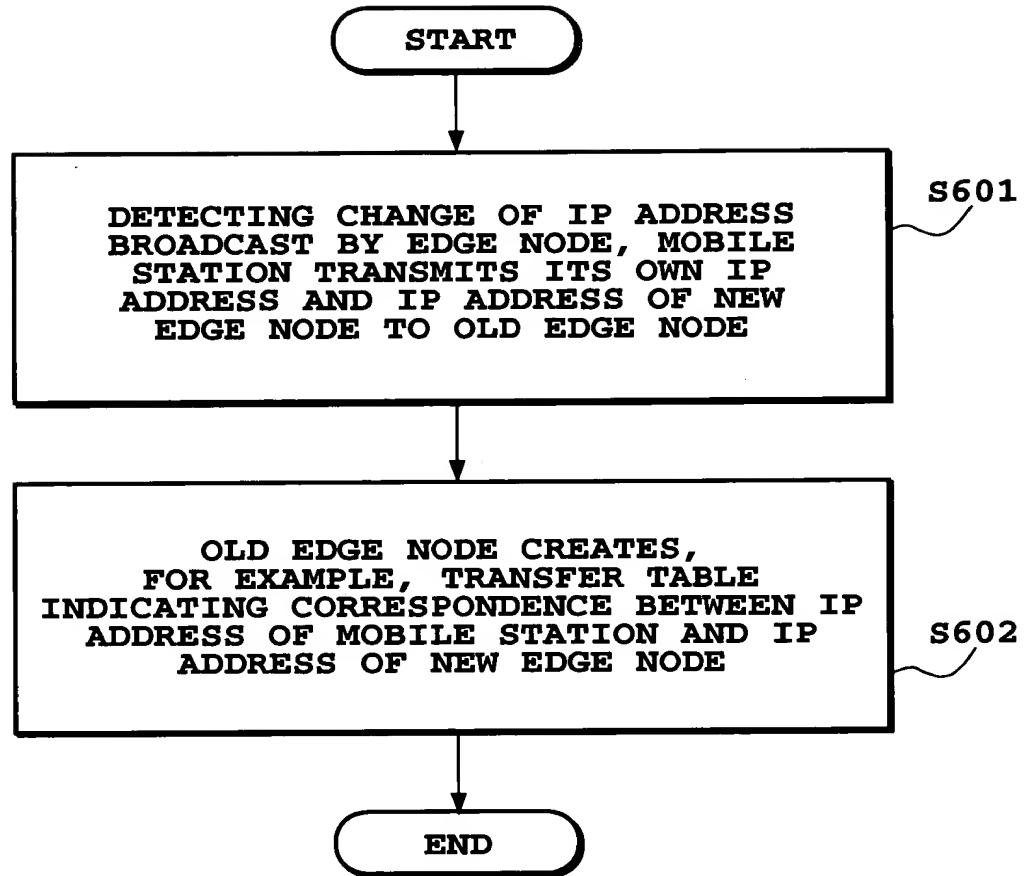 START
DETECTING CHANGE OF IP ADDRESS
BROADCAST BY EDGE NODE, MOBILE
STATION TRANSMITS ITS OWN IP
ADDRESS AND IP ADDRESS OF NEW
EDGE NODE TO OLD EDGE NODE
S601
OLD EDGE NODE CREATES,
FOR EXAMPLE, TRANSFER TABLE
INDICATING CORRESPONDENCE BETWEEN IP
ADDRESS OF MOBILE STATION AND IP
ADDRESS OF NEW EDGE NODE
S602
END